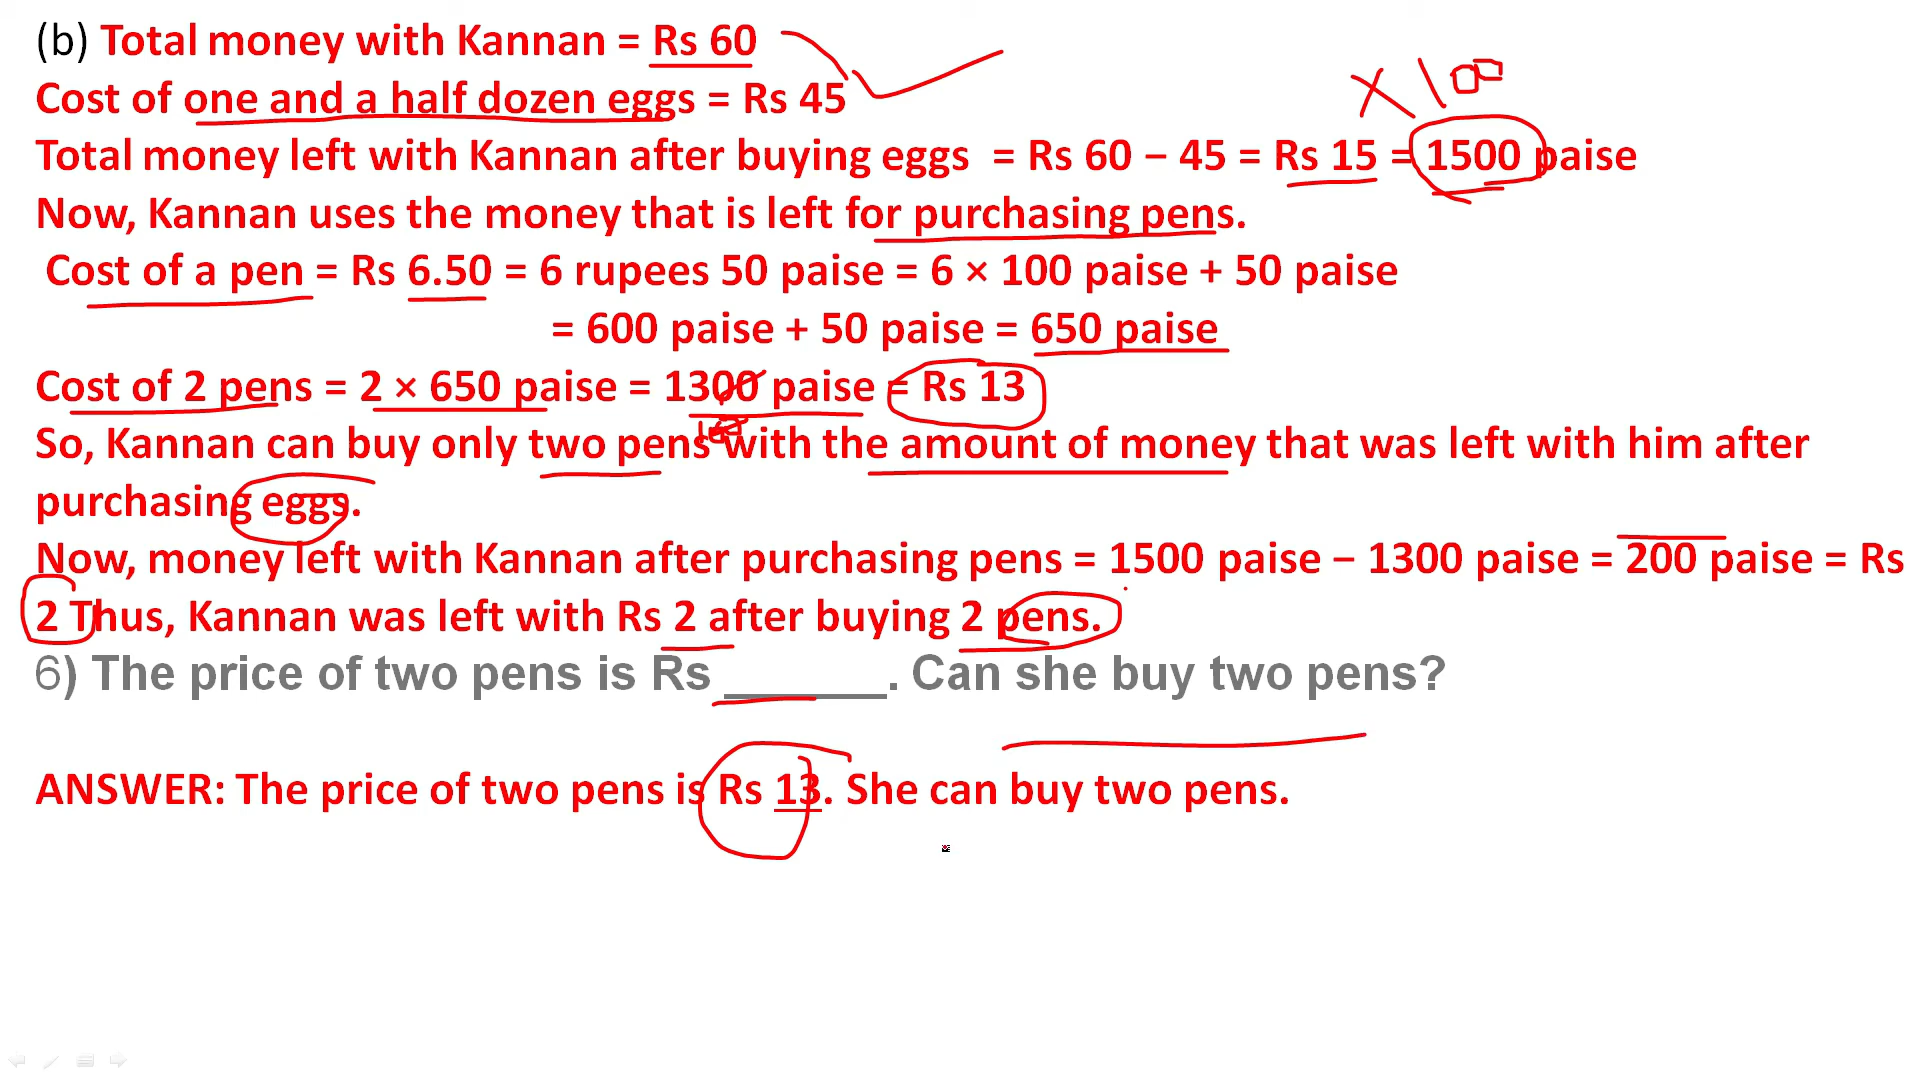 (b) Total money with Kannan = Rs 60
Cost of one and a half dozen eggs = Rs 45
× 100
Total money left with Kannan after buying eggs = Rs 60 – 45 = Rs 15 = 1500 paise
Now, Kannan uses the money that is left for purchasing pens.
Cost of a pen = Rs 6.50 = 6 rupees 50 paise = 6 × 100 paise + 50 paise
= 600 paise + 50 paise = 650 paise
Cost of 2 pens = 2 × 650 paise = 1300 paise = Rs 13
So, Kannan can buy only two pens with the amount of money that was left with him after
purchasing eggs.
Now, money left with Kannan after purchasing pens = 1500 paise – 1300 paise = 200 paise = Rs
2 Thus, Kannan was left with Rs 2 after buying 2 pens.
6) The price of two pens is Rs ______. Can she buy two pens?
ANSWER: The price of two pens is Rs 13. She can buy two pens.